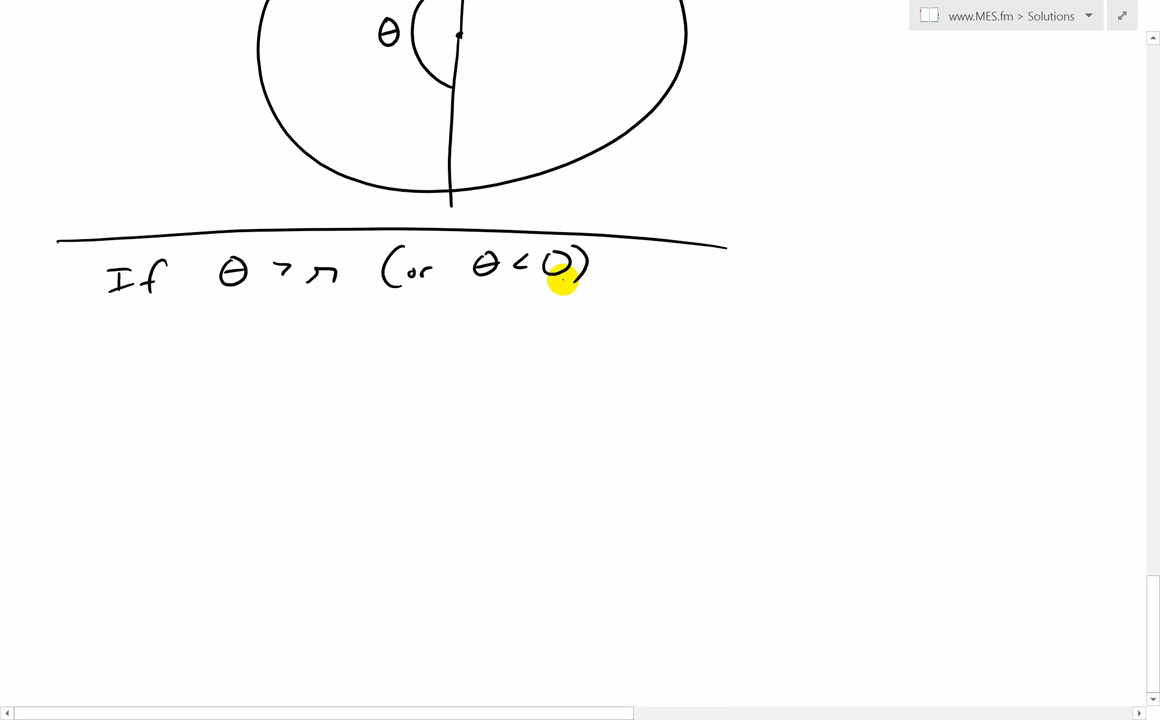 www.MES.fm > Solutions
θ
If θ > π (or θ < 0)